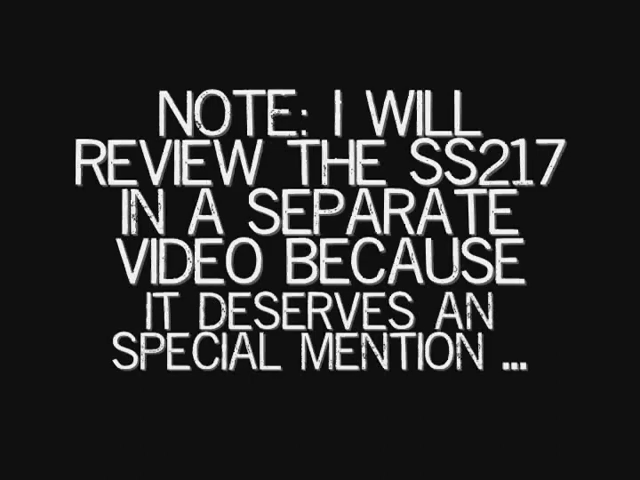 NOTE: I WILL
REVIEW THE SS217
IN A SEPARATE
VIDEO BECAUSE
IT DESERVES AN
SPECIAL MENTION ...